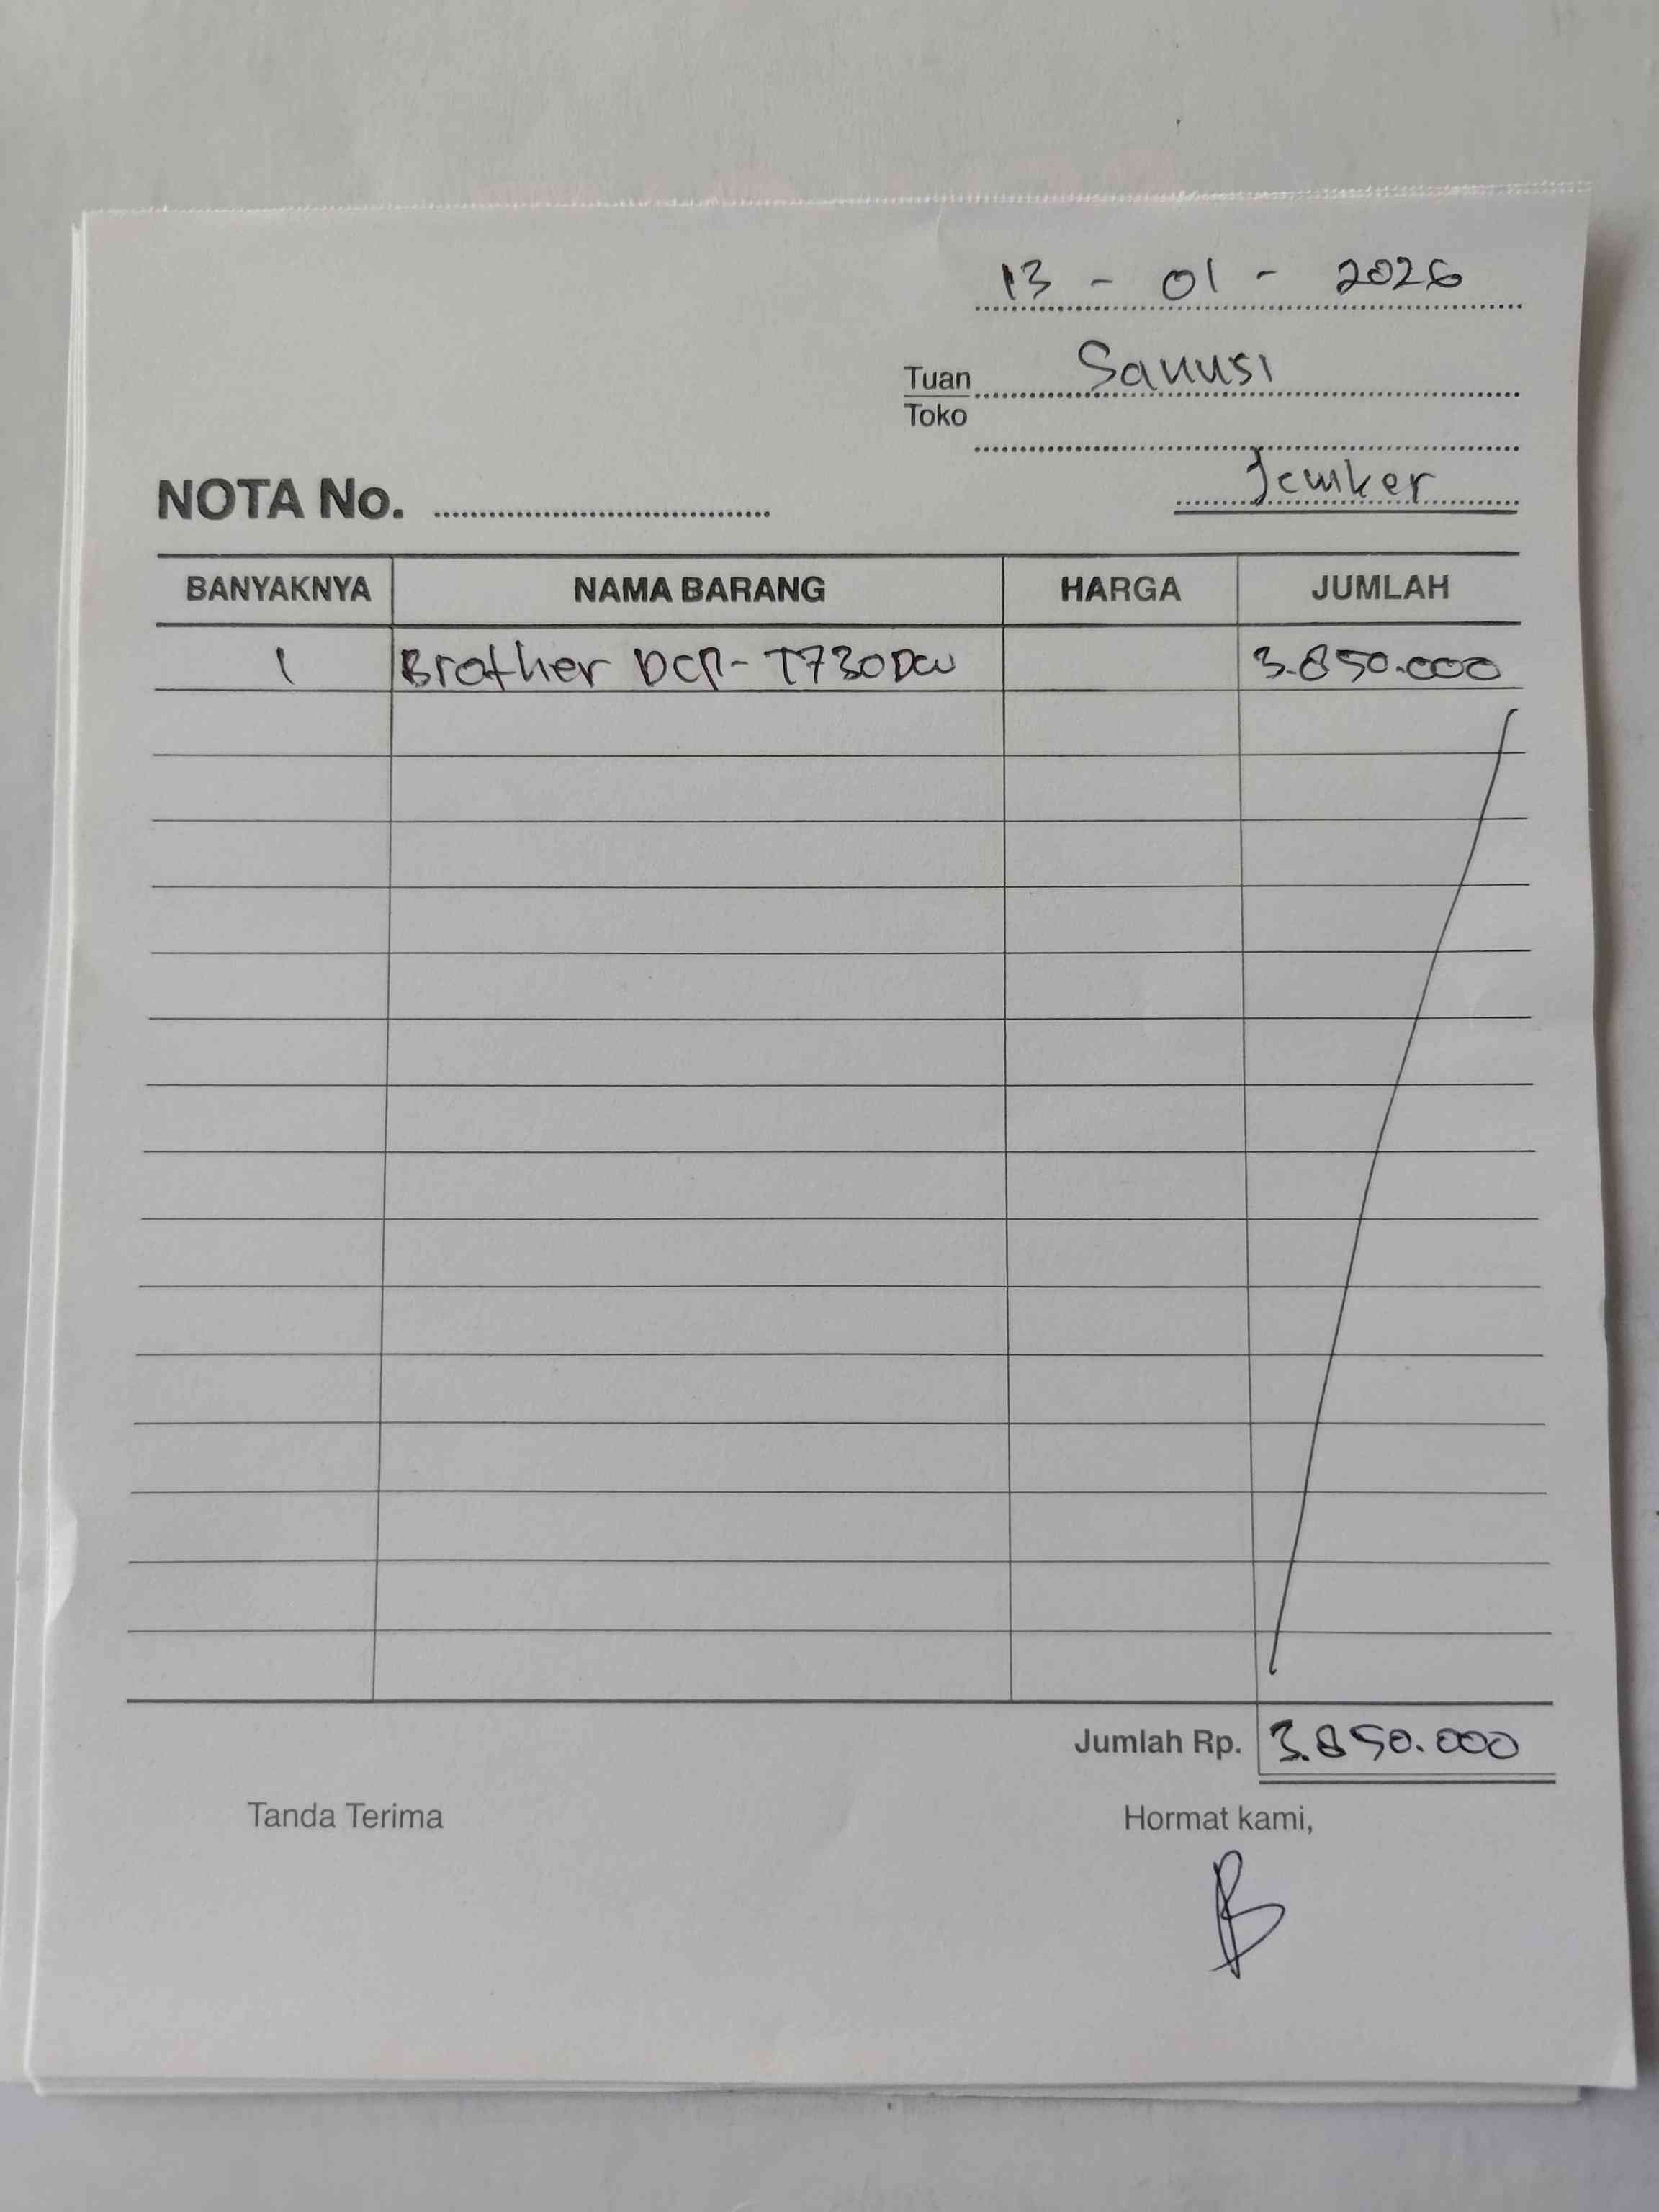 13 - 01 - 2026
Tuan Sanusi
Toko
Jemker
NOTA No.
BANYAKNYA NAMA BARANG HARGA JUMLAH
1 Brother DCP-T730DW 3.850.000
Jumlah Rp. 3.850.000
Tanda Terima Hormat kami,